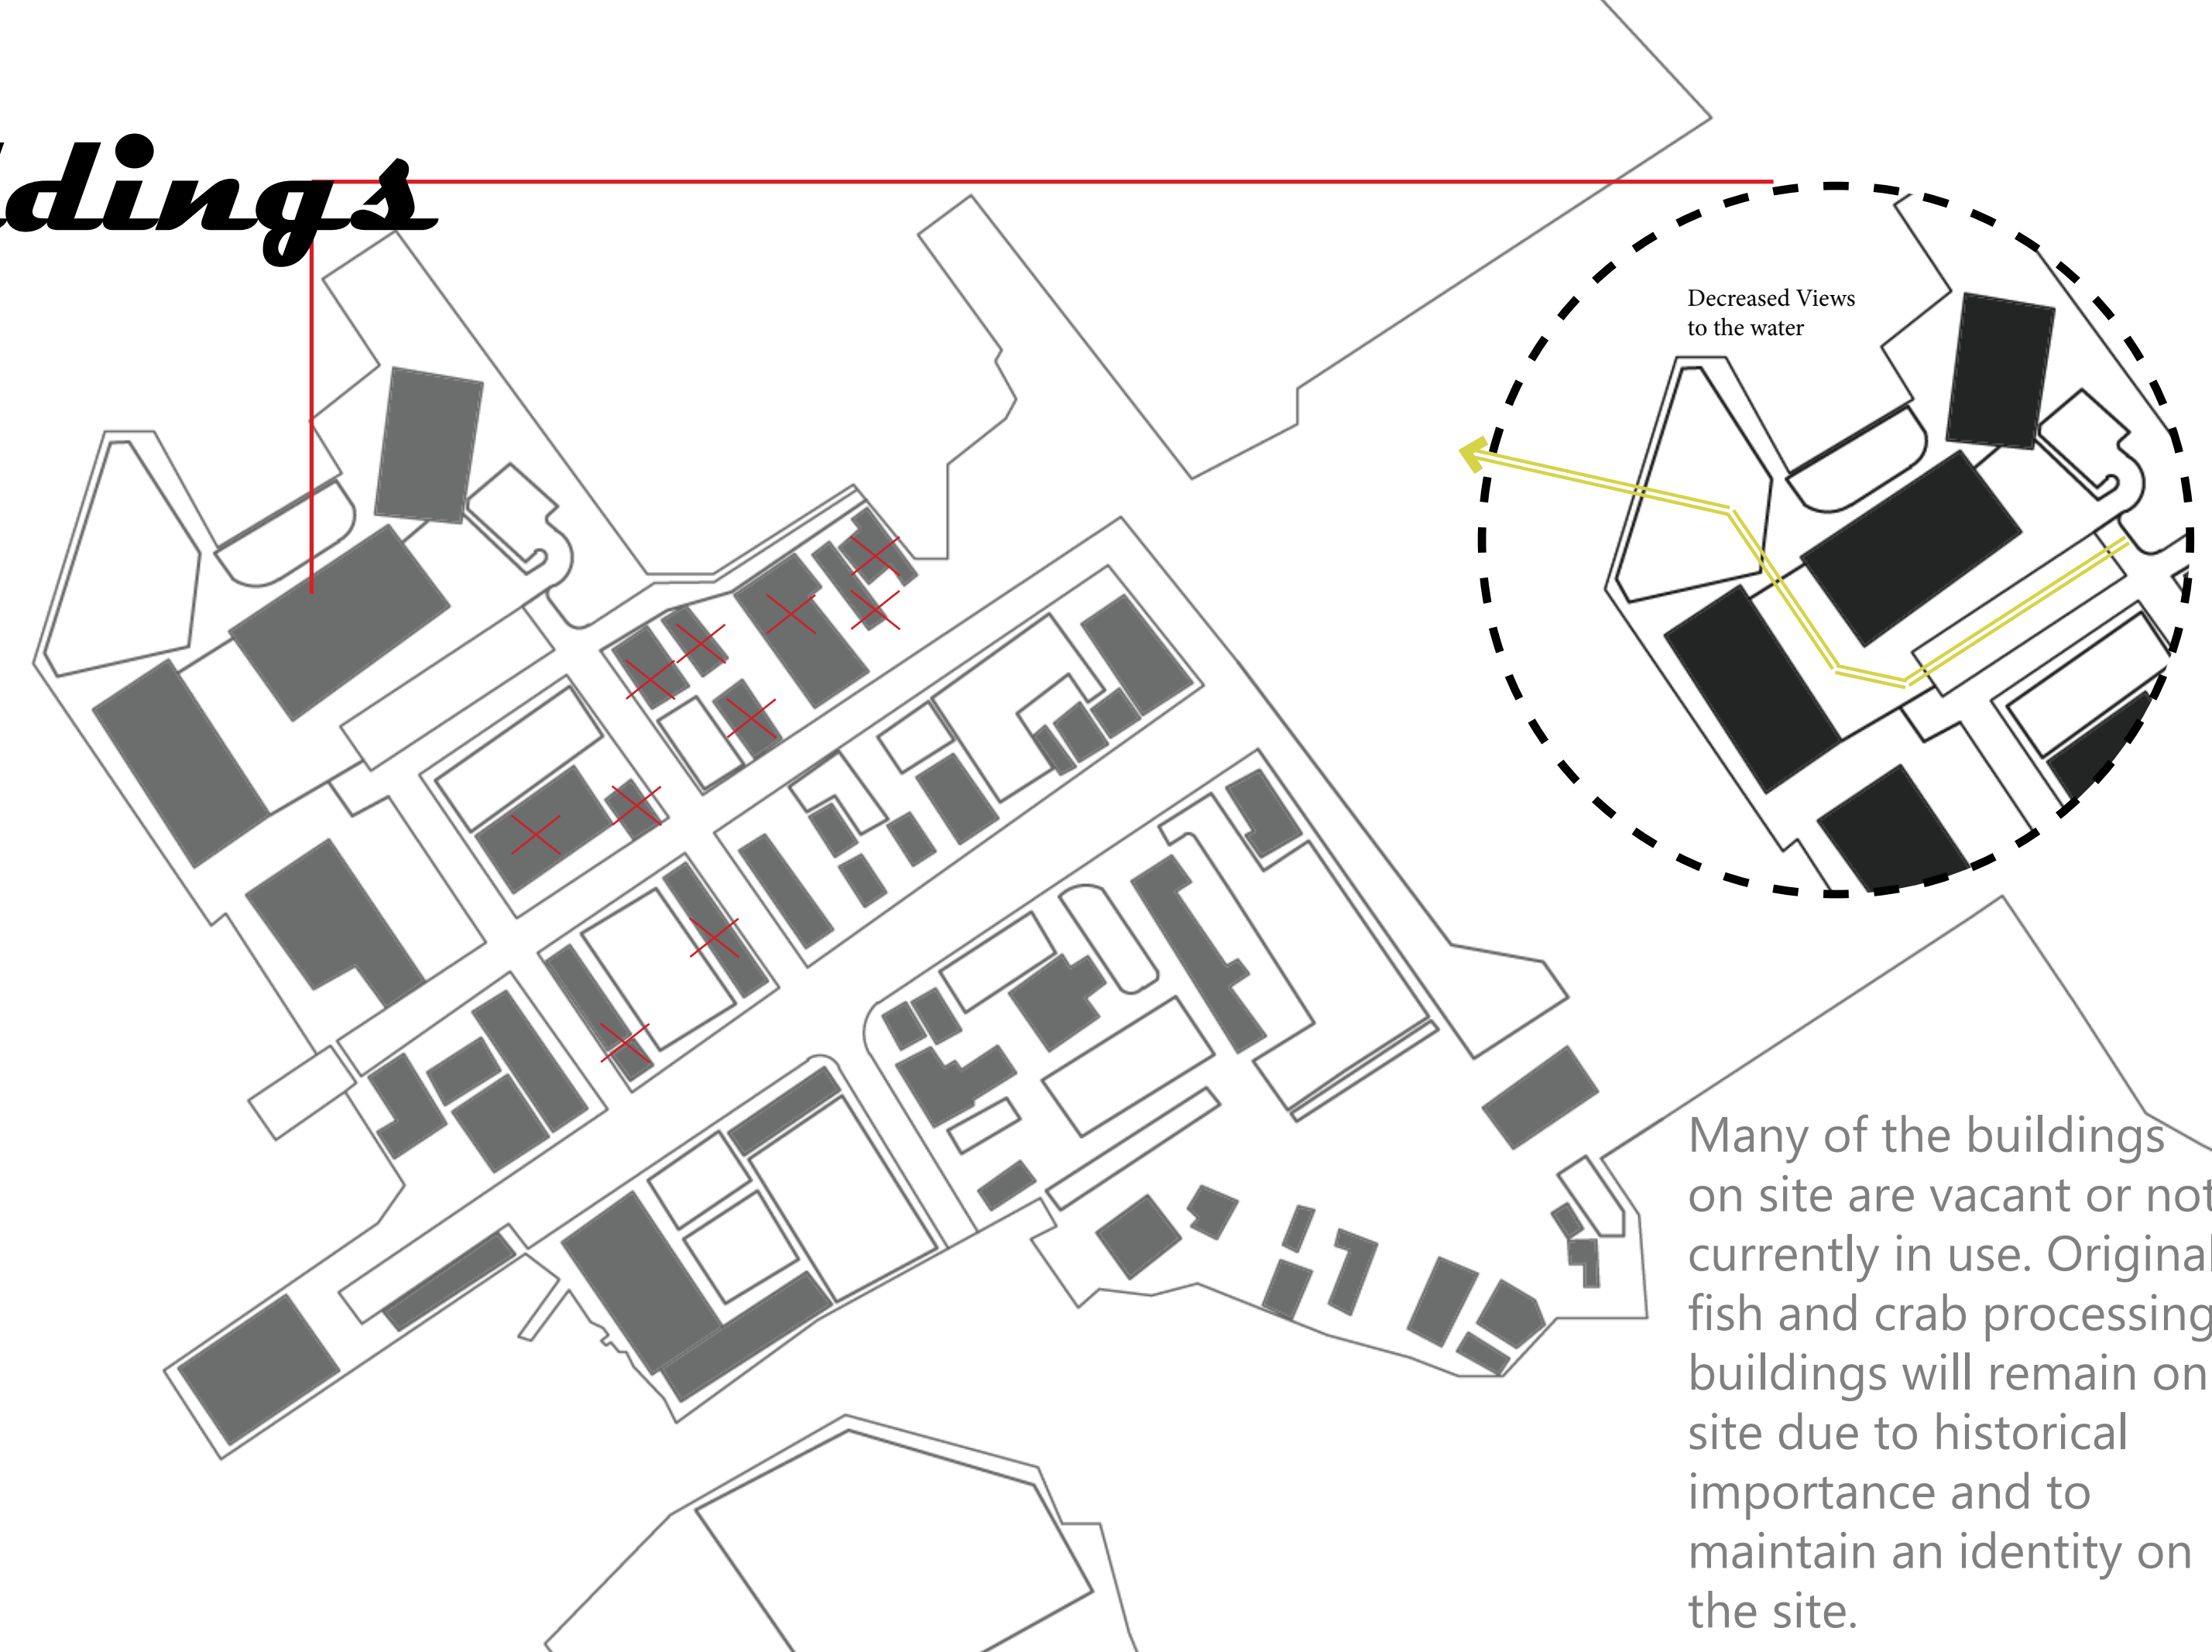 ldings
Decreased Views
to the water
Many of the buildings
on site are vacant or not
currently in use. Original
fish and crab processing
buildings will remain on
site due to historical
importance and to
maintain an identity on
the site.